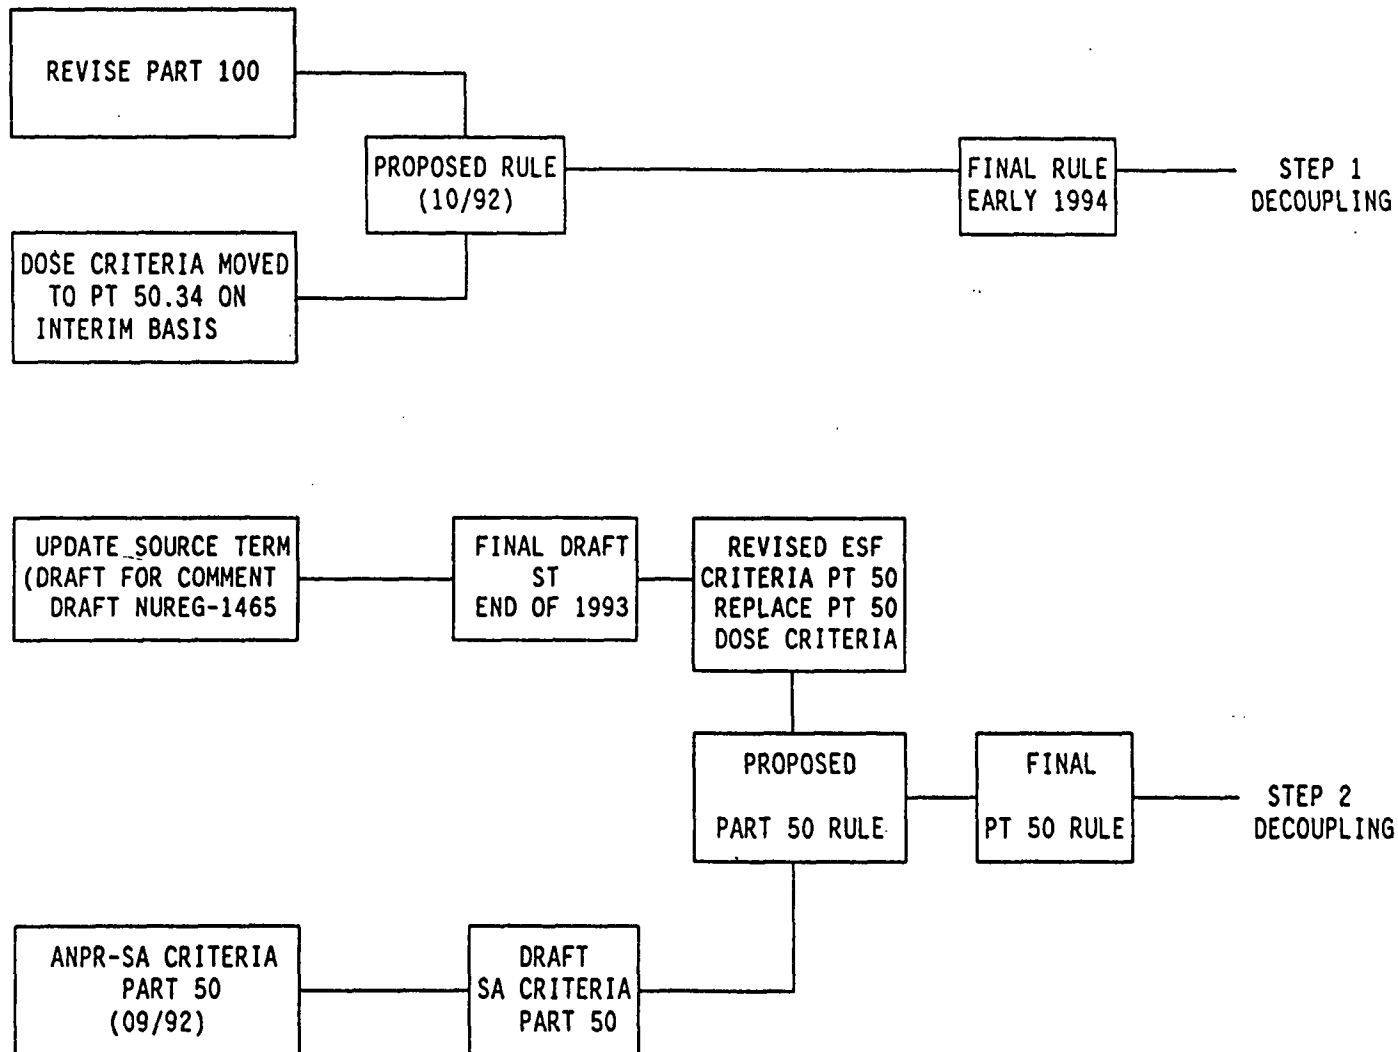 REVISE PART 100
PROPOSED RULE
(10/92)
FINAL RULE
EARLY 1994
STEP 1
DECOUPLING
DOSE CRITERIA MOVED
TO PT 50.34 ON
INTERIM BASIS
UPDATE SOURCE TERM
(DRAFT FOR COMMENT
DRAFT NUREG-1465
FINAL DRAFT
ST
END OF 1993
REVISED ESF
CRITERIA PT 50
REPLACE PT 50
DOSE CRITERIA
PROPOSED
PART 50 RULE
FINAL
PT 50 RULE
STEP 2
DECOUPLING
ANPR-SA CRITERIA
PART 50
(09/92)
DRAFT
SA CRITERIA
PART 50